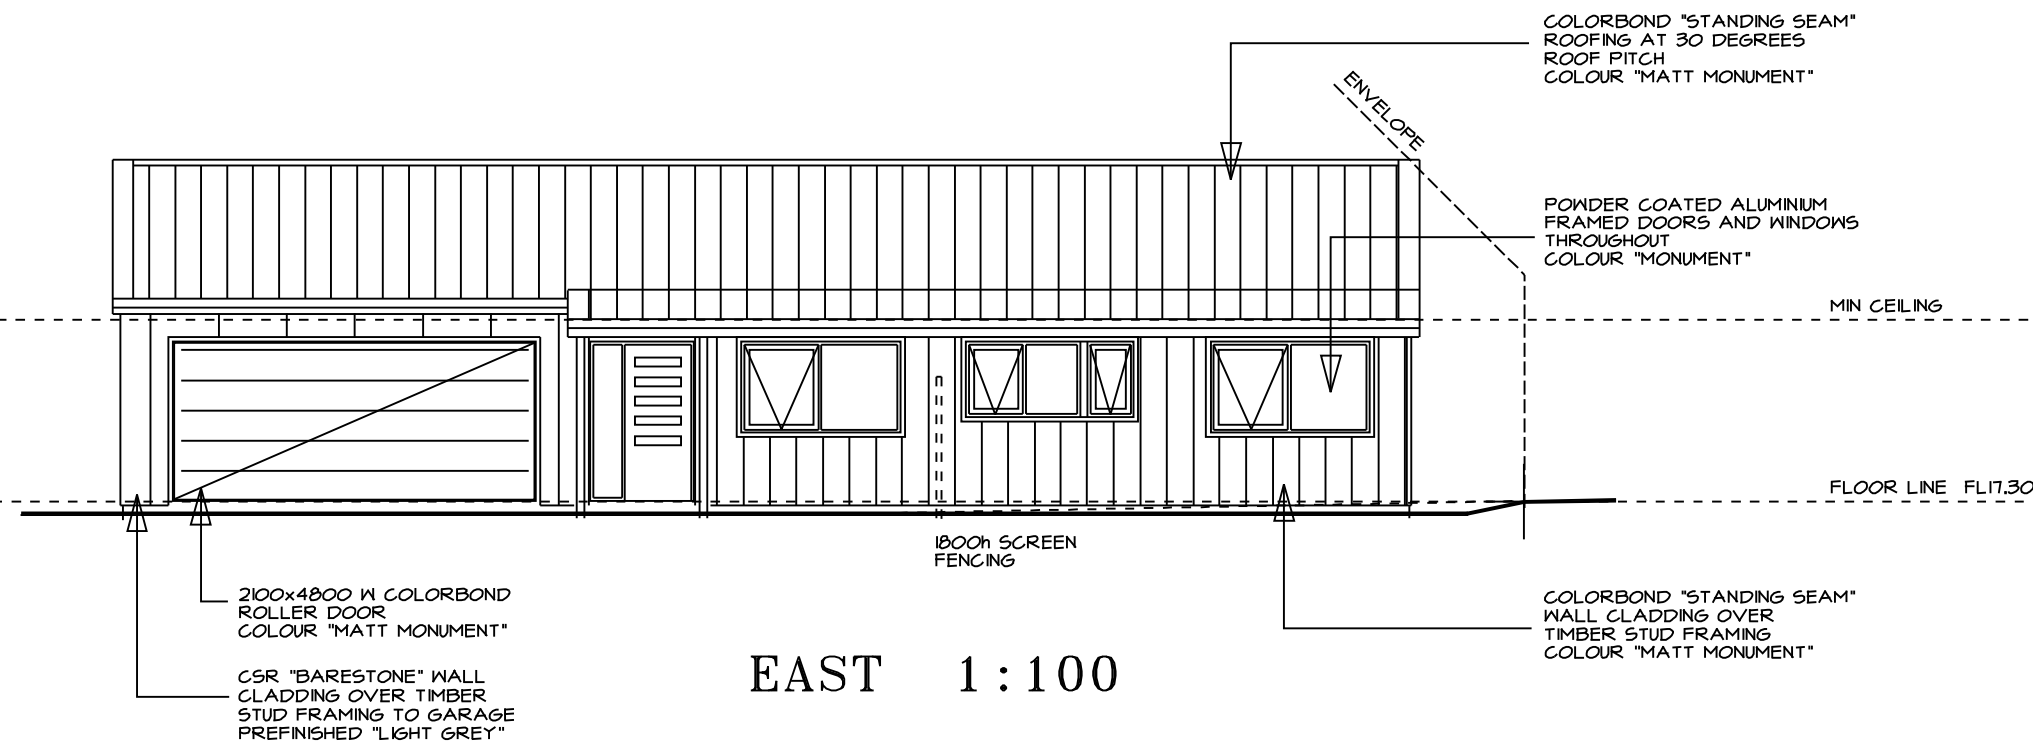 COLORBOND "STANDING SEAM"
ROOFING AT 30 DEGREES
ROOF PITCH
COLOUR "MATT MONUMENT"
ENVELOPE
POWDER COATED ALUMINIUM
FRAMED DOORS AND WINDOWS
THROUGHOUT
COLOUR "MONUMENT"
MIN CEILING
FLOOR LINE FL17.30
1800h SCREEN
FENCING
2100x4800 W COLORBOND
ROLLER DOOR
COLOUR "MATT MONUMENT"
COLORBOND "STANDING SEAM"
WALL CLADDING OVER
TIMBER STUD FRAMING
COLOUR "MATT MONUMENT"
CSR "BARESTONE" WALL
CLADDING OVER TIMBER
STUD FRAMING TO GARAGE
PREFINISHED "LIGHT GREY"
EAST 1:100